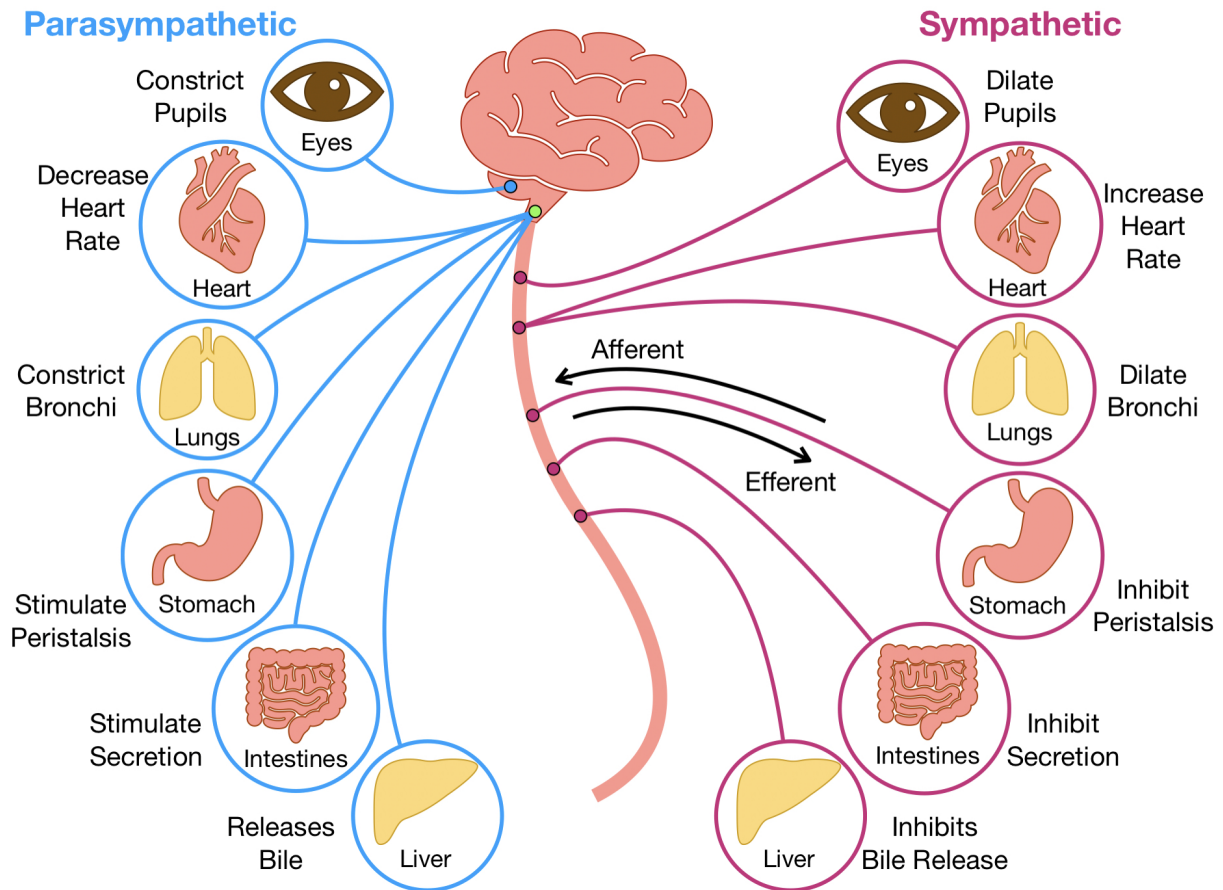 Parasympathetic
Constrict
Pupils
Eyes
Decrease
Heart
Rate
Heart
Constrict
Bronchi
Lungs
Stimulate
Peristalsis
Stomach
Stimulate
Secretion
Intestines
Releases
Bile
Liver
Afferent
Efferent
Sympathetic
Dilate
Pupils
Eyes
Increase
Heart
Rate
Heart
Dilate
Bronchi
Lungs
Inhibit
Peristalsis
Stomach
Inhibit
Secretion
Intestines
Inhibits
Bile Release
Liver